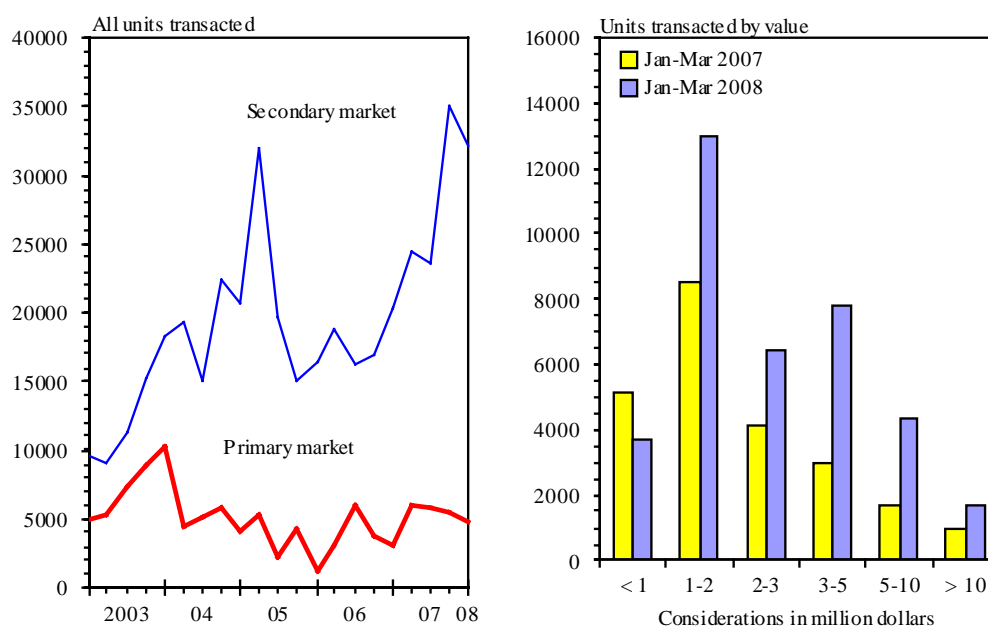 All units transacted
40000
35000
30000
25000
20000
15000
10000
5000
0
Secondary market
Primary market
2003 04 05 06 07 08
Units transacted by value
16000
14000
12000
10000
8000
6000
4000
2000
0
Jan-Mar 2007
Jan-Mar 2008
< 1 1-2 2-3 3-5 5-10 > 10
Considerations in million dollars